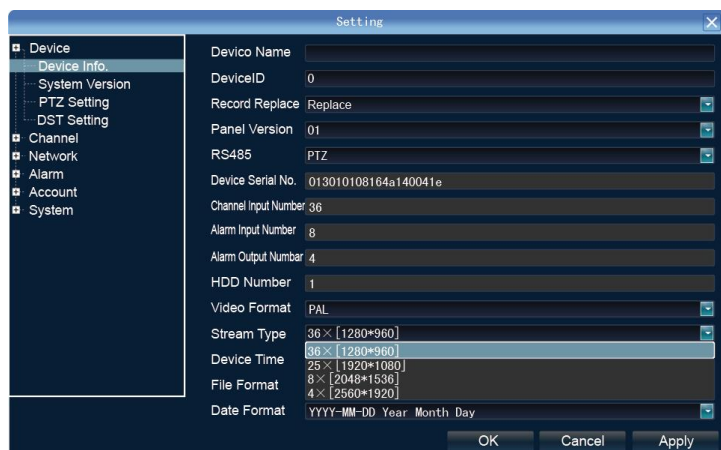 Setting
Device
Device Info.
System Version
PTZ Setting
DST Setting
Channel
Network
Alarm
Account
System
Devico Name
DeviceID 0
Record Replace Replace
Panel Version 01
RS485 PTZ
Device Serial No. 013010108164a140041e
Channel Input Number 36
Alarm Input Number 8
Alarm Output Numbar 4
HDD Number 1
Video Format PAL
Stream Type 36×[1280*960]
36×[1280*960]
Device Time 25×[1920*1080]
8×[2048*1536]
File Format 4×[2560*1920]
Date Format YYYY-MM-DD Year Month Day
OK Cancel Apply